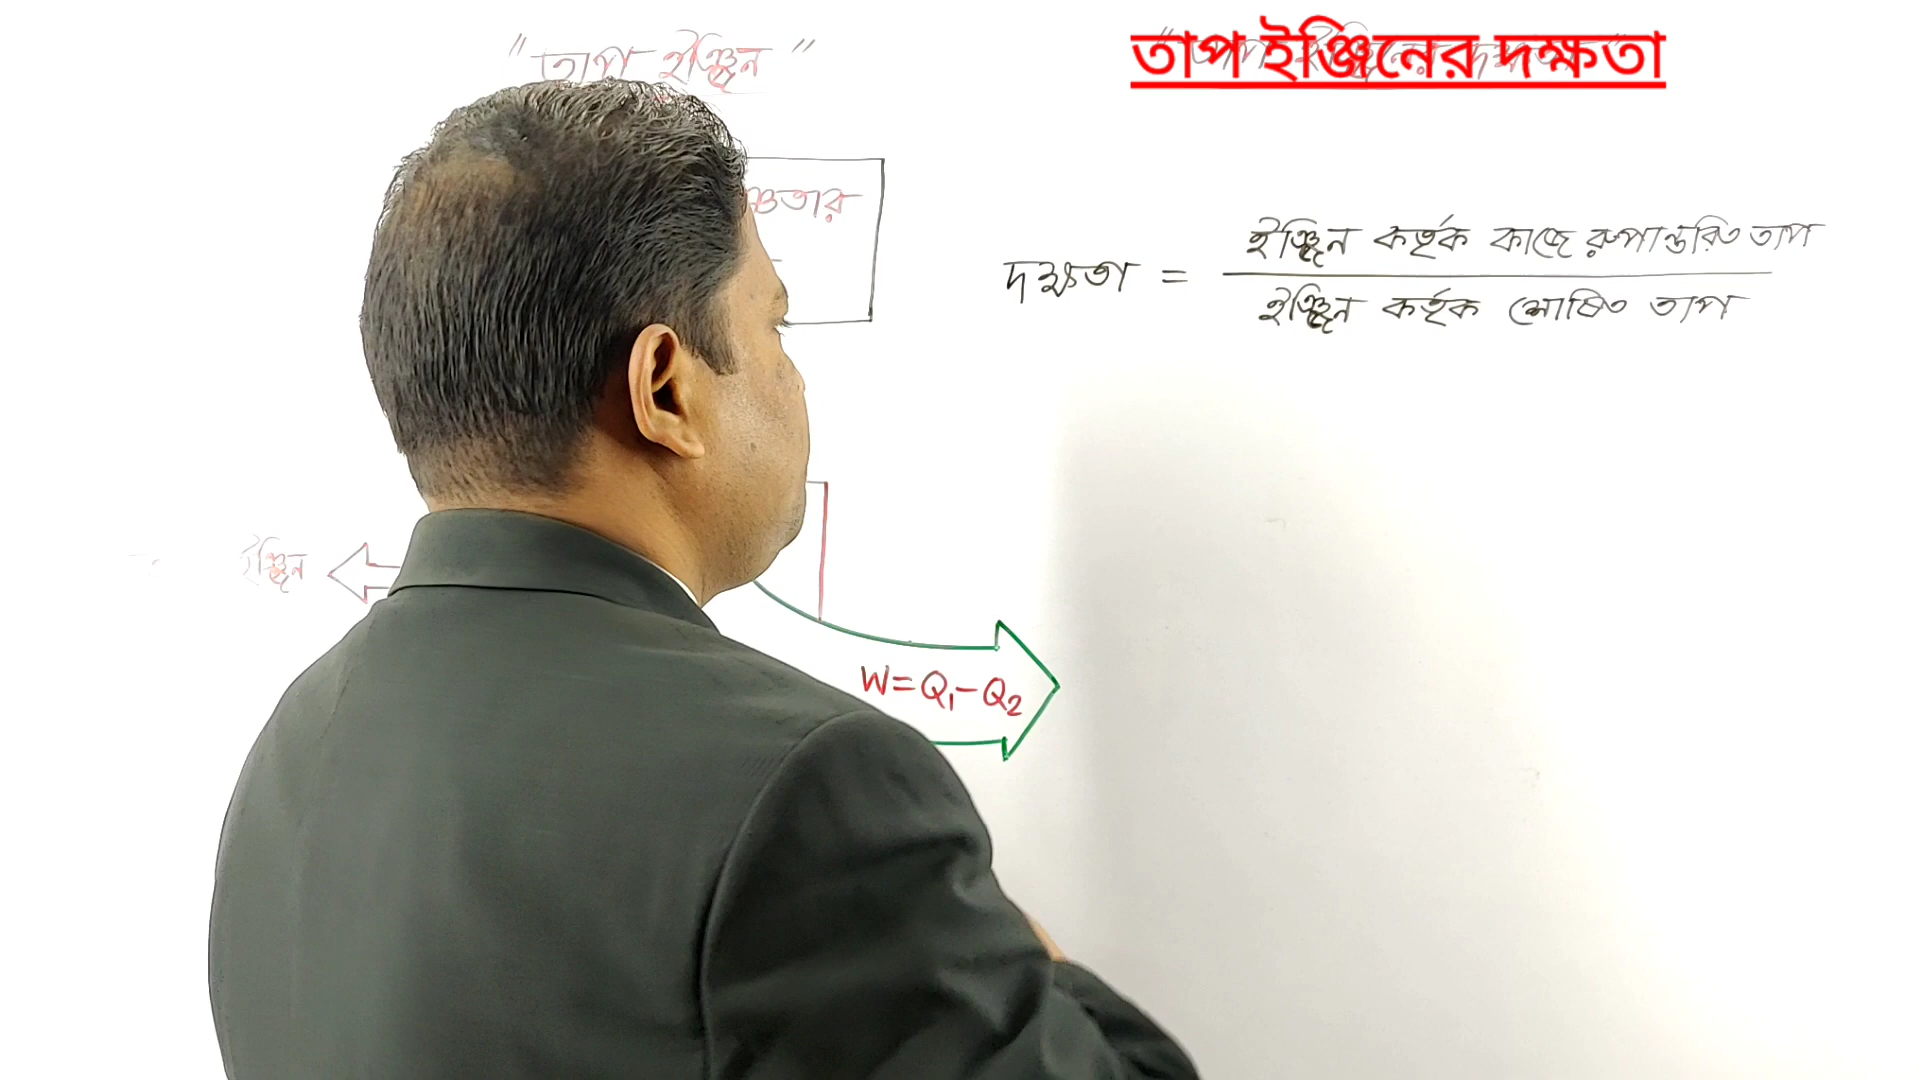 "তাপ ইঞ্জিন"
তাপ ইঞ্জিনের দক্ষতা
দক্ষতা = ইঞ্জিন কর্তৃক কাজে রুপান্তরিত তাপ
ইঞ্জিন কর্তৃক শোষিত তাপ
ইঞ্জিন
W=Q₁-Q₂